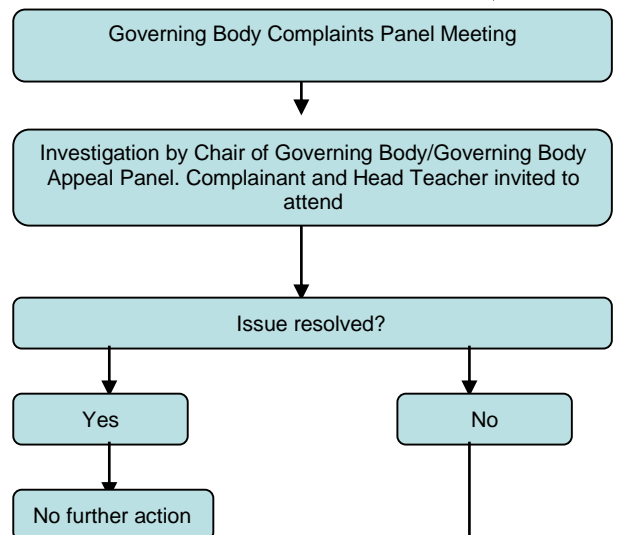 Governing Body Complaints Panel Meeting
Investigation by Chair of Governing Body/Governing Body
Appeal Panel. Complainant and Head Teacher invited to
attend
Issue resolved?
Yes
No
No further action